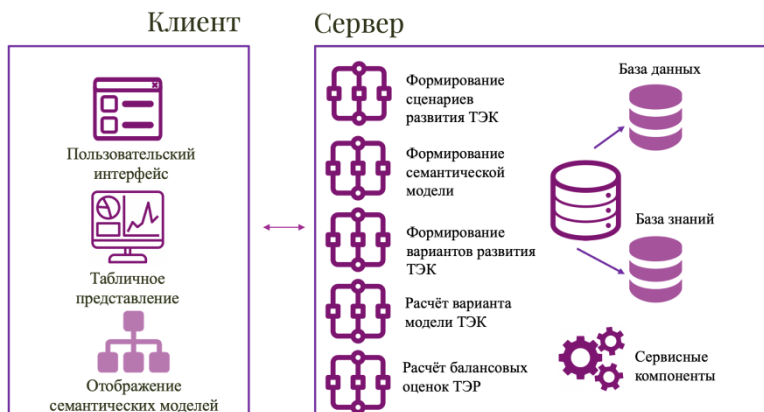 Клиент
Сервер
Пользовательский
интерфейс
Табличное
представление
Отображение
семантических моделей
Формирование
сценариев
развития ТЭК
Формирование
семантической
модели
Формирование
вариантов развития
ТЭК
Расчёт варианта
модели ТЭК
Расчёт балансовых
оценок ТЭР
База данных
База знаний
Сервисные
компоненты